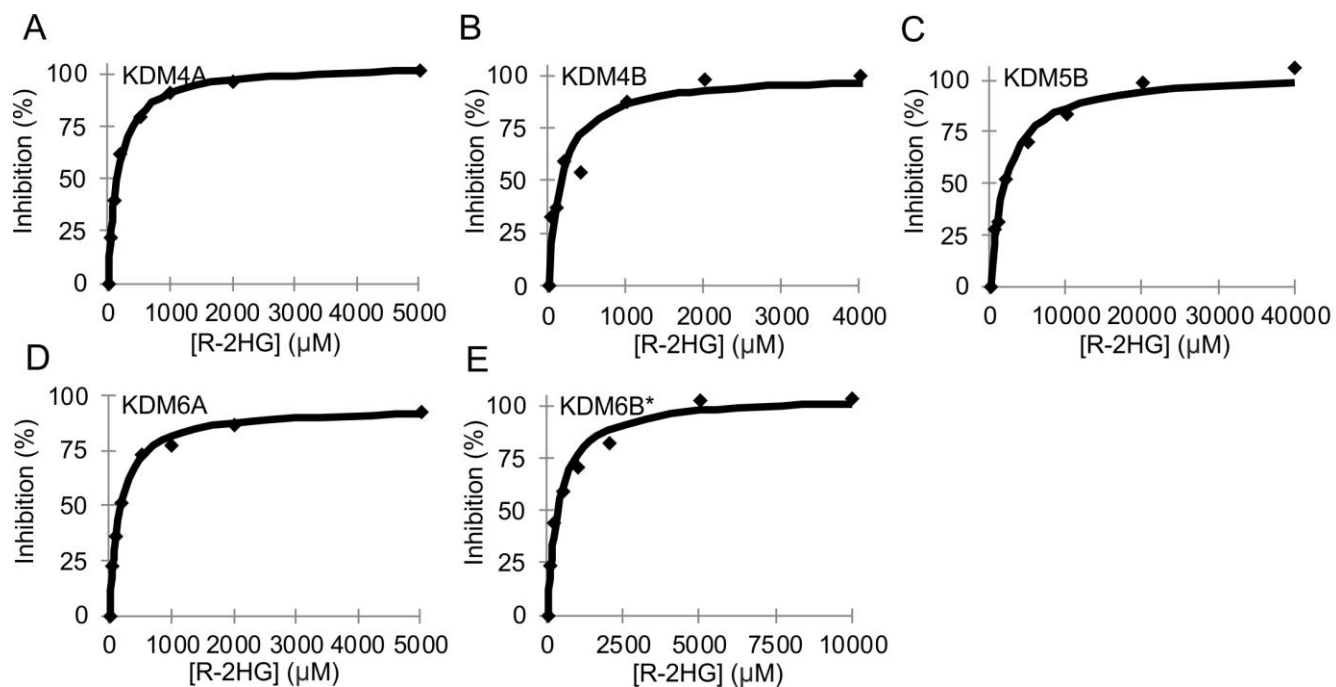 A
KDM4A
Inhibition (%)
100
75
50
25
0
0 1000 2000 3000 4000 5000
[R-2HG] (µM)
B
KDM4B
Inhibition (%)
100
75
50
25
0
0 1000 2000 3000 4000
[R-2HG] (µM)
C
KDM5B
Inhibition (%)
100
75
50
25
0
0 10000 20000 30000 40000
[R-2HG] (µM)
D
KDM6A
Inhibition (%)
100
75
50
25
0
0 1000 2000 3000 4000 5000
[R-2HG] (µM)
E
KDM6B*
Inhibition (%)
100
75
50
25
0
0 2500 5000 7500 10000
[R-2HG] (µM)